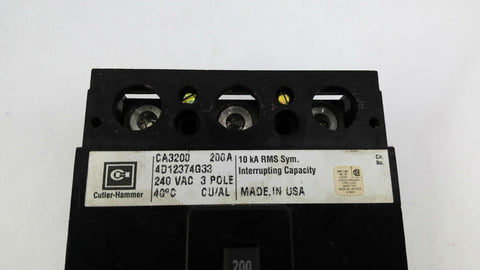 CA3200 200A
4D12374G33
240 VAC 3 POLE
40°C CU/AL
Cutler-Hammer
10 kA RMS Sym.
Interrupting Capacity
MADE IN USA
Cir.
No.
200